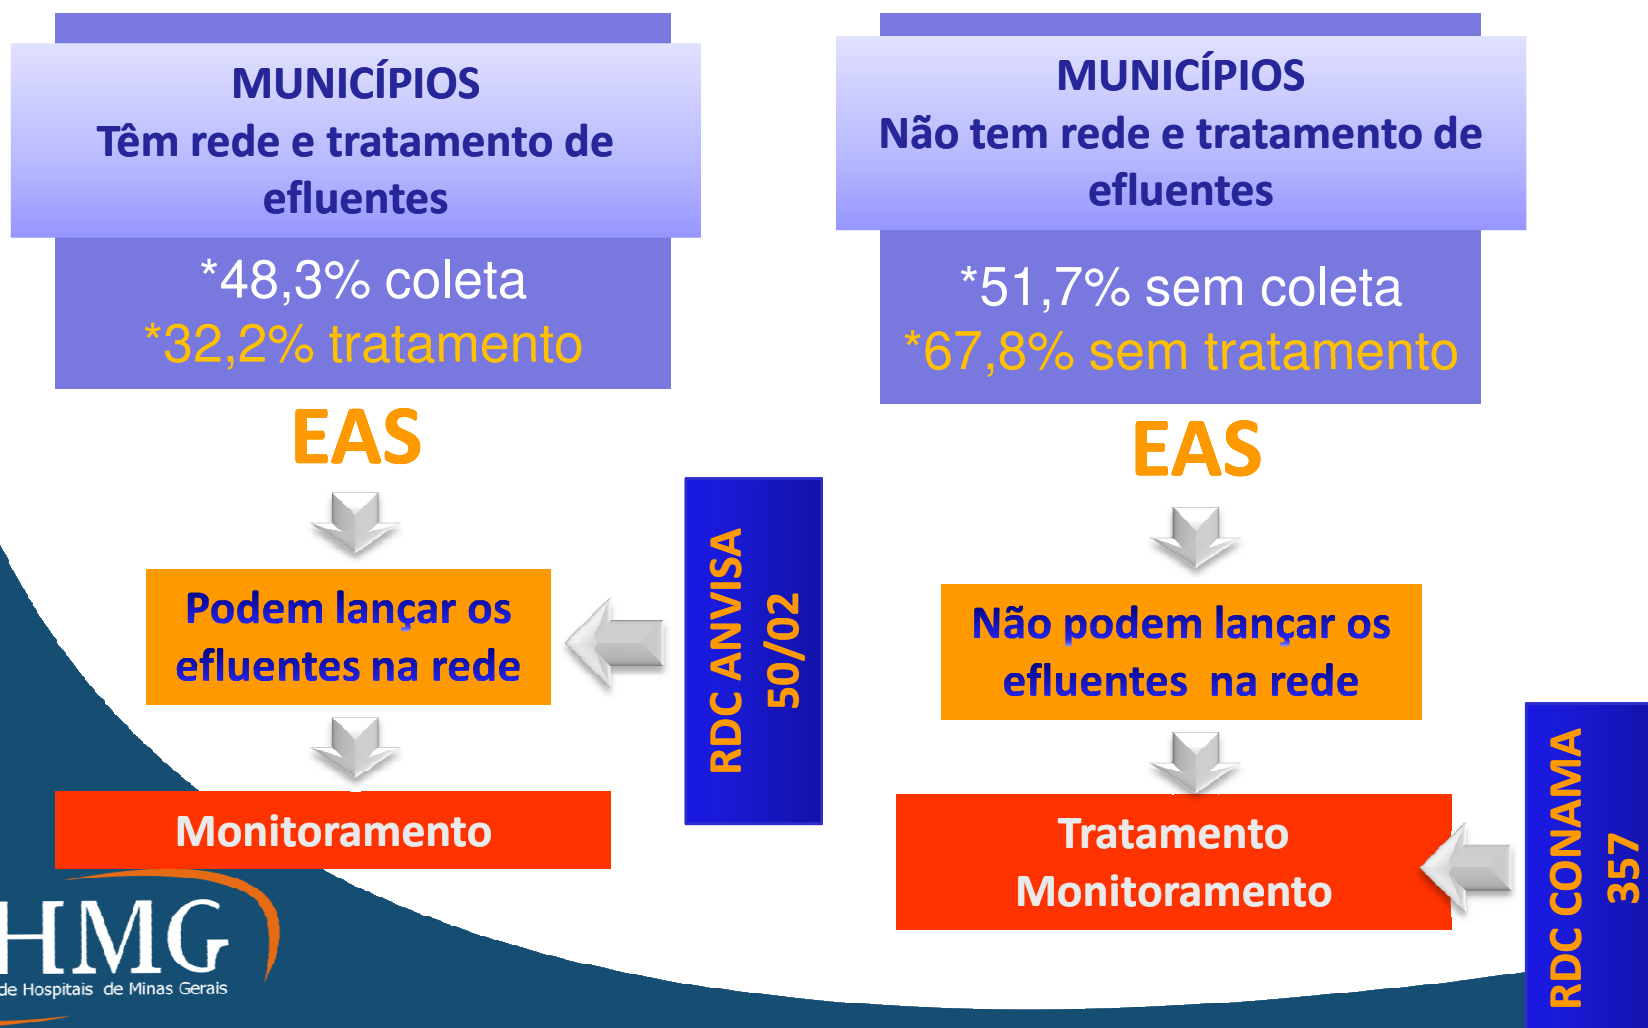 MUNICÍPIOS
Têm rede e tratamento de
efluentes
*48,3% coleta
*32,2% tratamento
EAS
Podem lançar os
efluentes na rede
Monitoramento
RDC ANVISA
50/02
MUNICÍPIOS
Não tem rede e tratamento de
efluentes
*51,7% sem coleta
*67,8% sem tratamento
EAS
Não podem lançar os
efluentes na rede
Tratamento
Monitoramento
RDC CONAMA
357
HMG
de Hospitais de Minas Gerais